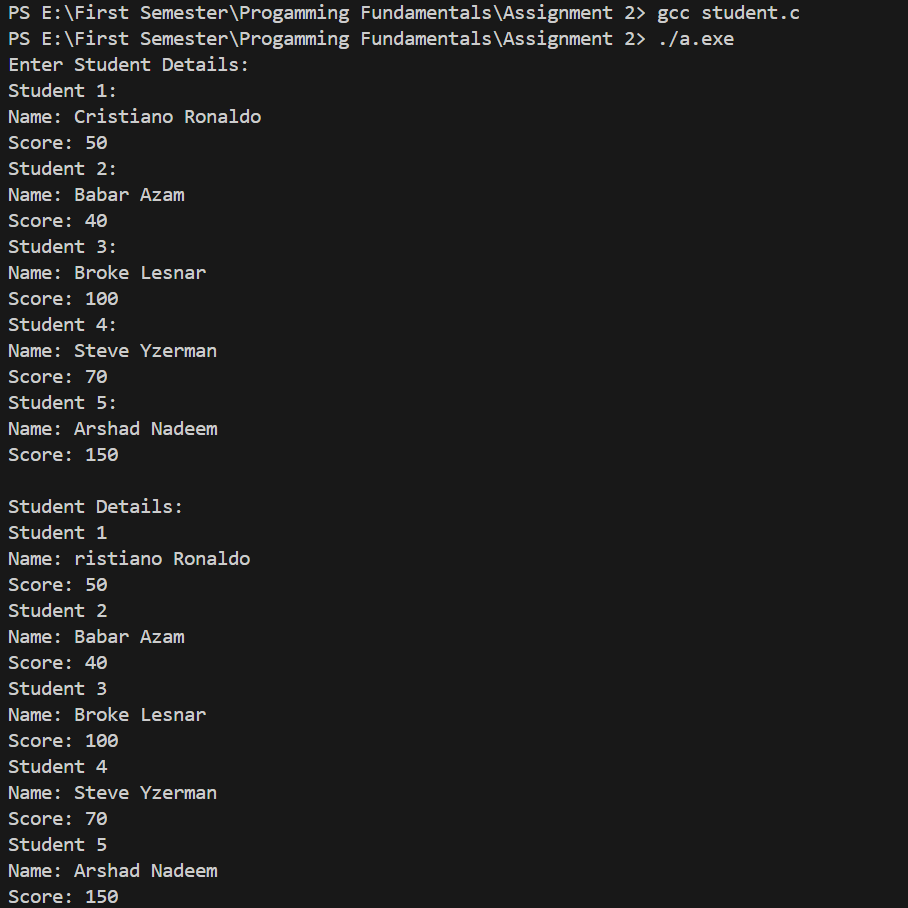 PS E:\First Semester\Progamming Fundamentals\Assignment 2> gcc student.c
PS E:\First Semester\Progamming Fundamentals\Assignment 2> ./a.exe
Enter Student Details:
Student 1:
Name: Cristiano Ronaldo
Score: 50
Student 2:
Name: Babar Azam
Score: 40
Student 3:
Name: Broke Lesnar
Score: 100
Student 4:
Name: Steve Yzerman
Score: 70
Student 5:
Name: Arshad Nadeem
Score: 150

Student Details:
Student 1
Name: ristiano Ronaldo
Score: 50
Student 2
Name: Babar Azam
Score: 40
Student 3
Name: Broke Lesnar
Score: 100
Student 4
Name: Steve Yzerman
Score: 70
Student 5
Name: Arshad Nadeem
Score: 150